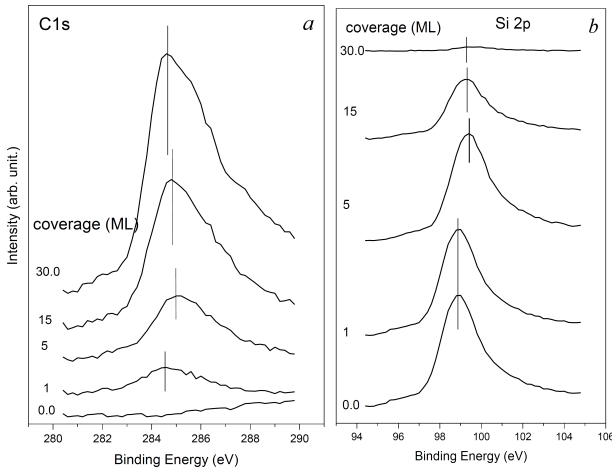 C1s
a
Intensity (arb. unit.)
coverage (ML)
30.0
15
5
1
0.0
280 282 284 286 288 290
Binding Energy (eV)
coverage (ML)
Si 2p
b
30.0
15
5
1
0.0
94 96 98 100 102 104 106
Binding Energy (eV)